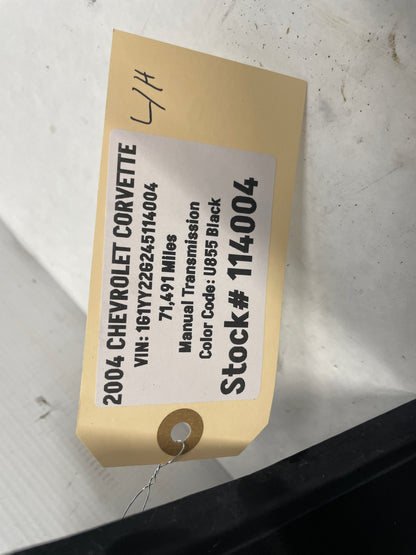 L/H
2004 CHEVROLET CORVETTE
VIN: 1G1YY22G245114004
71,491 Miles
Manual Transmission
Color Code: U855 Black
Stock# 114004